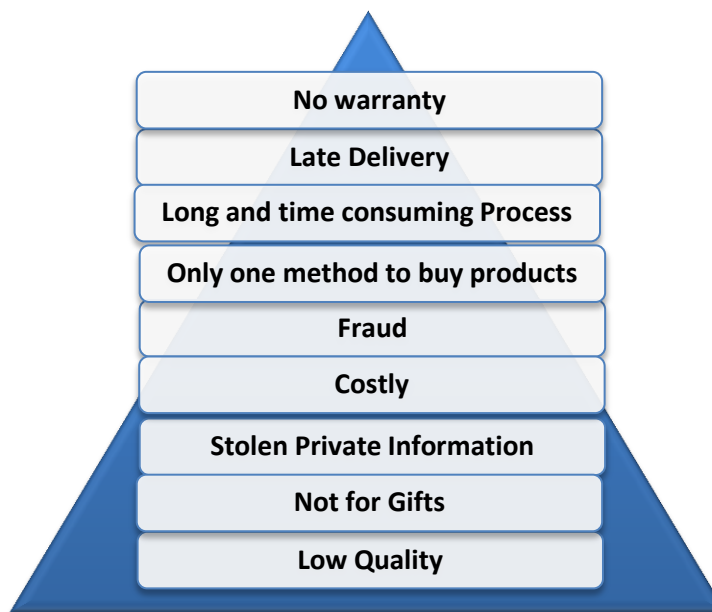 No warranty
Late Delivery
Long and time consuming Process
Only one method to buy products
Fraud
Costly
Stolen Private Information
Not for Gifts
Low Quality